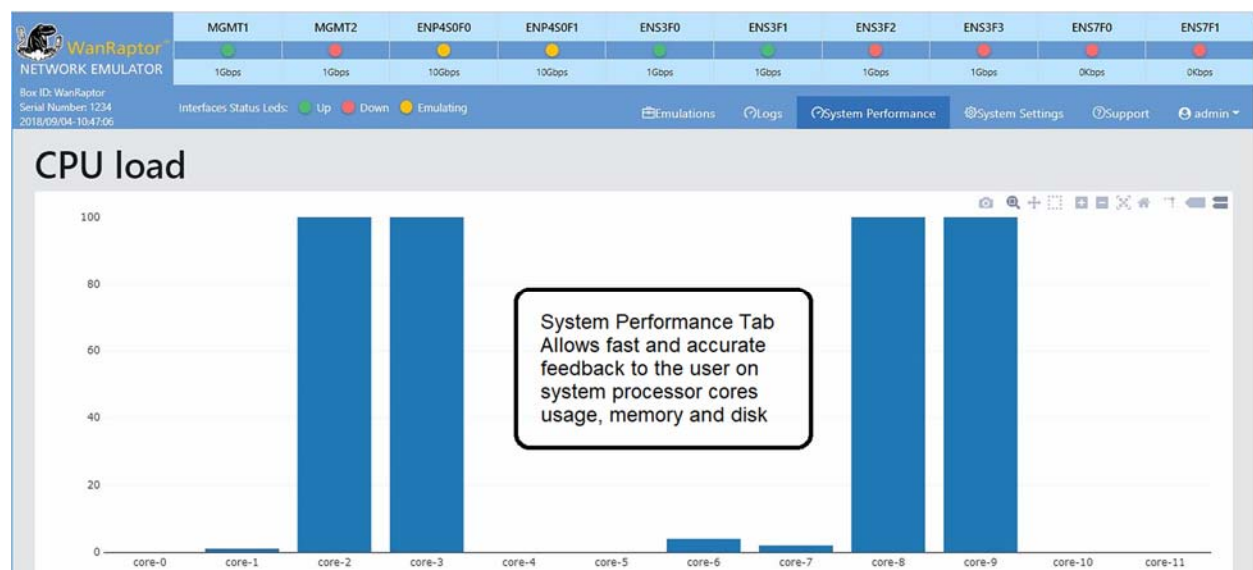 MGMT1 MGMT2 ENP4S0F0 ENP4S0F1 ENS3F0 ENS3F1 ENS3F2 ENS3F3 ENS7F0 ENS7F1
WanRaptor™
NETWORK EMULATOR
1Gbps 1Gbps 10Gbps 10Gbps 1Gbps 1Gbps 1Gbps 1Gbps 0Kbps 0Kbps
Box ID: WanRaptor
Serial Number: 1234
2018/09/04-10:47:06
Interfaces Status Leds: Up Down Emulating
Emulations Logs System Performance System Settings Support admin
CPU load
100
80
60
40
20
0
System Performance Tab
Allows fast and accurate
feedback to the user on
system processor cores
usage, memory and disk
core-0 core-1 core-2 core-3 core-4 core-5 core-6 core-7 core-8 core-9 core-10 core-11